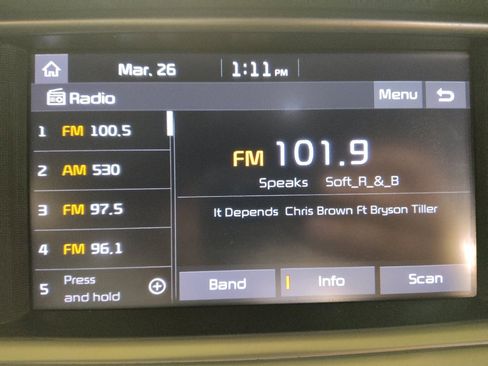 Mar. 26 1:11 PM
Radio Menu
1 FM 100.5
2 AM 530
3 FM 97.5
4 FM 96.1
5 Press and hold
FM 101.9
Speaks Soft_R_&_B
It Depends Chris Brown Ft Bryson Tiller
Band Info Scan